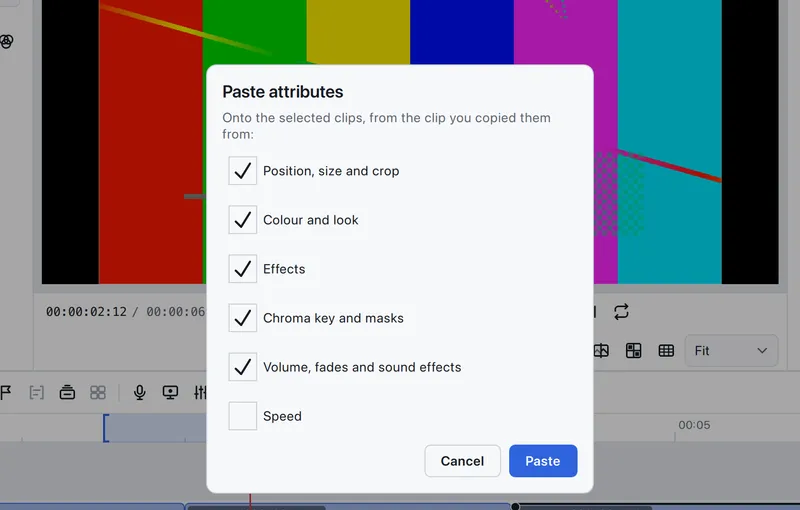 Paste attributes
Onto the selected clips, from the clip you copied them
from:
Position, size and crop
Colour and look
Effects
Chroma key and masks
Volume, fades and sound effects
Speed
Cancel
Paste
00:00:02:12 / 00:00:06
Fit
00:05